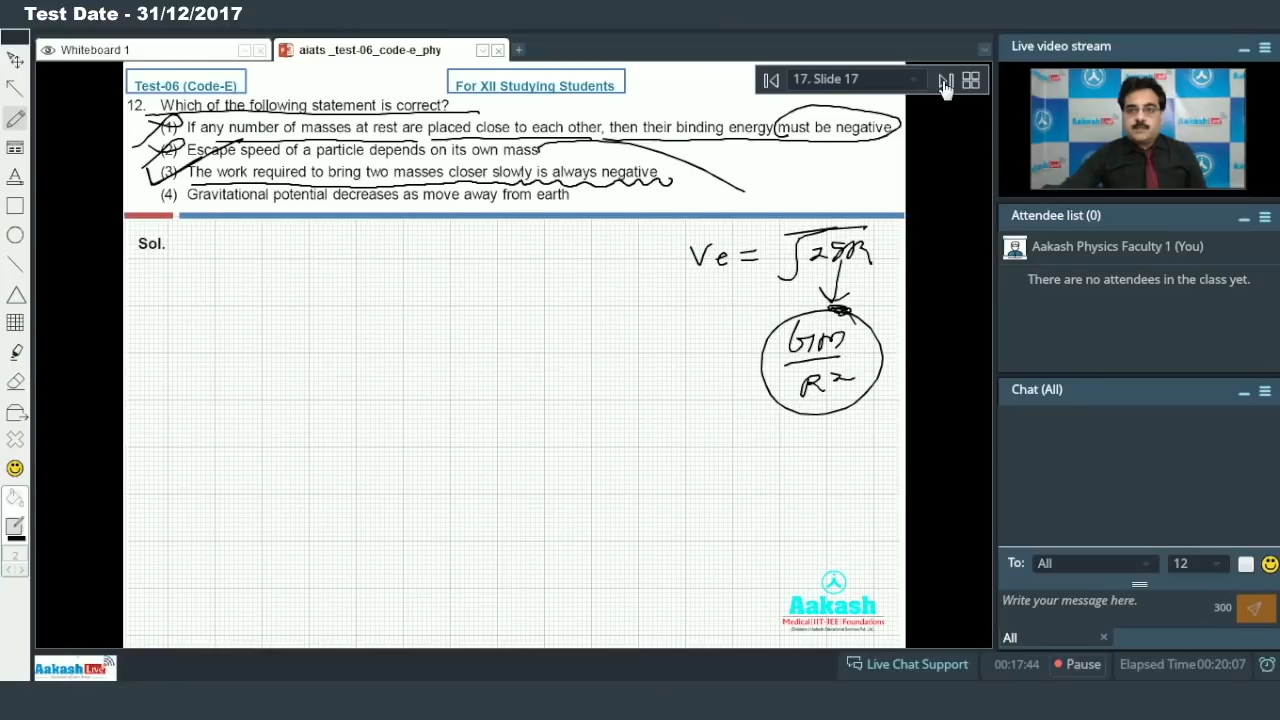 Test Date - 31/12/2017
Whiteboard 1
aiats _test-06_code-e_phy
Live video stream
Test-06 (Code-E)
For XII Studying Students
17. Slide 17
12. Which of the following statement is correct?
(1) If any number of masses at rest are placed close to each other, then their binding energy must be negative
(2) Escape speed of a particle depends on its own mass
(3) The work required to bring two masses closer slowly is always negative
(4) Gravitational potential decreases as move away from earth
Sol.
Ve = √2gR
GM
R²
Attendee list (0)
Aakash Physics Faculty 1 (You)
There are no attendees in the class yet.
Chat (All)
2
Aakash
Medical|IIT-JEE|Foundations
To: All 12
Write your message here. 300
All
Aakash Live
Live Chat Support 00:17:44 Pause Elapsed Time 00:20:07